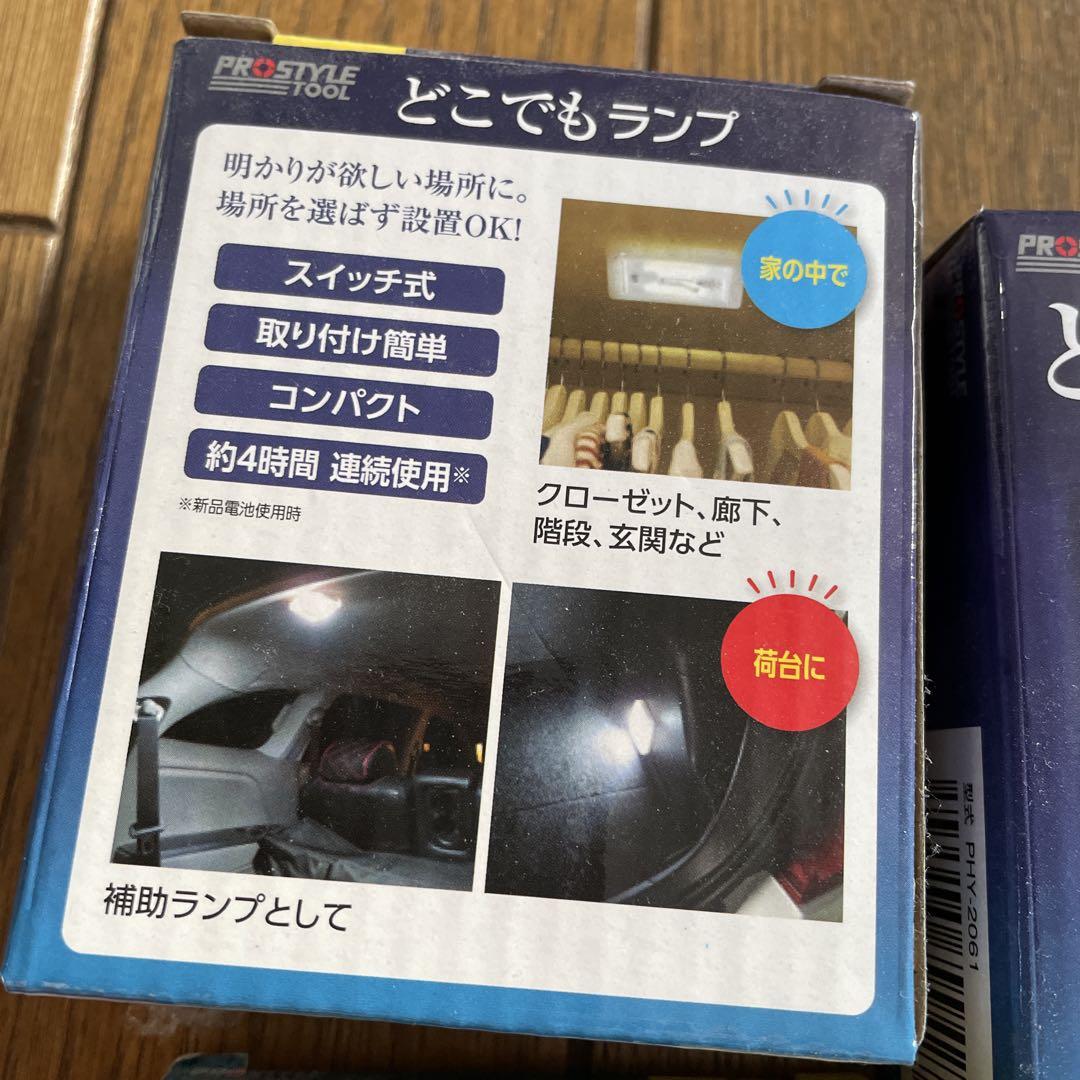 PROSTYLE
TOOL
どこでもランプ
明かりが欲しい場所に。
場所を選ばず設置OK!
スイッチ式
取り付け簡単
コンパクト
約4時間 連続使用※
※新品電池使用時
家の中で
クローゼット、廊下、
階段、玄関など
荷台に
補助ランプとして
PRO
ど
PROSTYLE
型式 PHY-2061